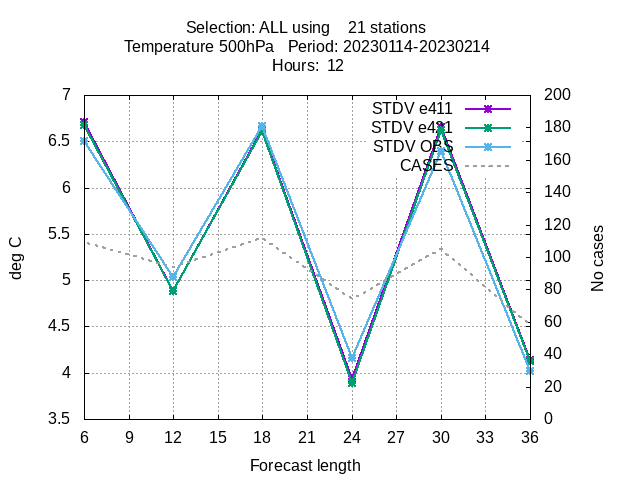 Selection: ALL using    21 stations
Temperature 500hPa   Period: 20230114-20230214
Hours:  12
STDV e411
STDV e431
STDV OBS
CASES
7
6.5
6
5.5
5
4.5
4
3.5
deg C
200
180
160
140
120
100
80
60
40
20
0
No cases
6 9 12 15 18 21 24 27 30 33 36
Forecast length